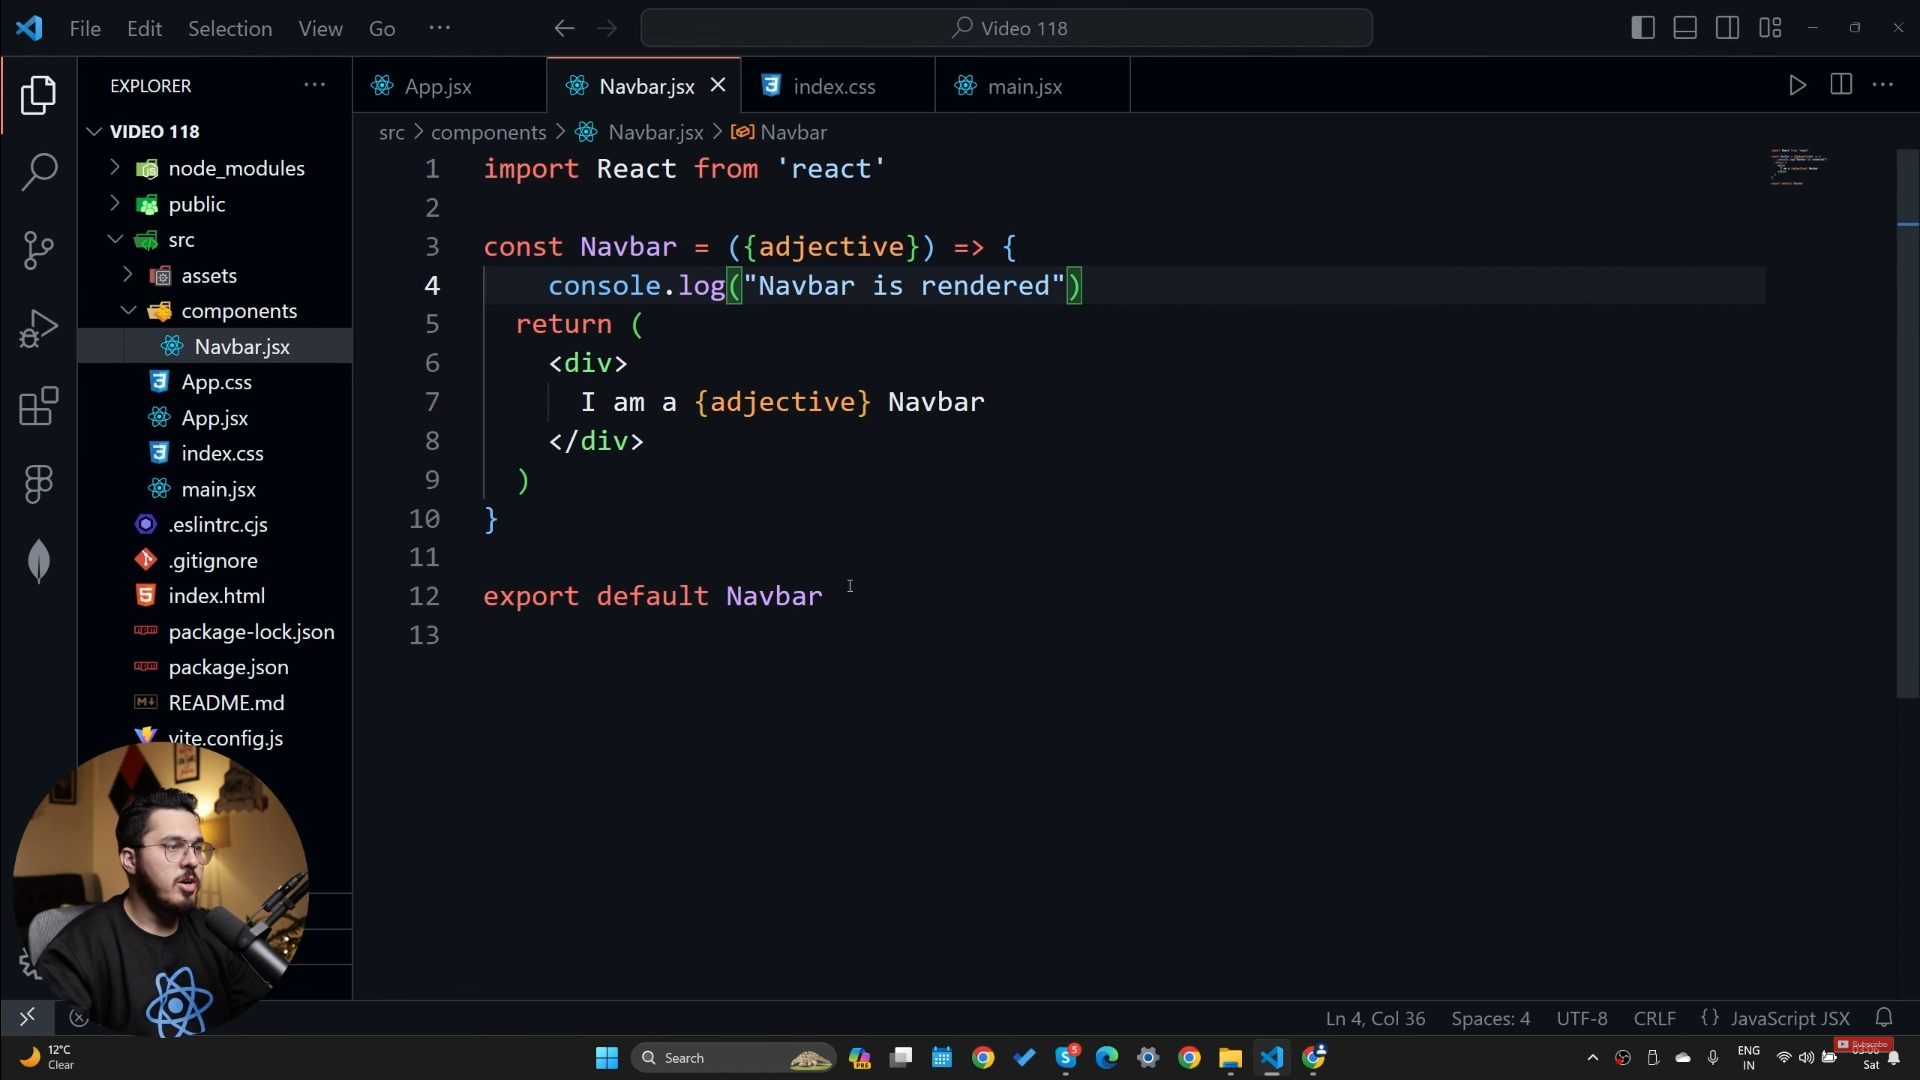 File Edit Selection View Go ··· Video 118
EXPLORER ···
App.jsx Navbar.jsx index.css main.jsx
VIDEO 118
src > components > Navbar.jsx > Navbar
node_modules
public
src
assets
components
Navbar.jsx
App.css
App.jsx
index.css
main.jsx
.eslintrc.cjs
.gitignore
index.html
package-lock.json
package.json
README.md
vite.config.js
1 import React from 'react'
2
3 const Navbar = ({adjective}) => {
4 console.log("Navbar is rendered")
5 return (
6 <div>
7 I am a {adjective} Navbar
8 </div>
9 )
10 }
11
12 export default Navbar
13
Ln 4, Col 36 Spaces: 4 UTF-8 CRLF {} JavaScript JSX
12°C
Clear
Search
PRE
5
ENG
IN
Subscribe
Sat